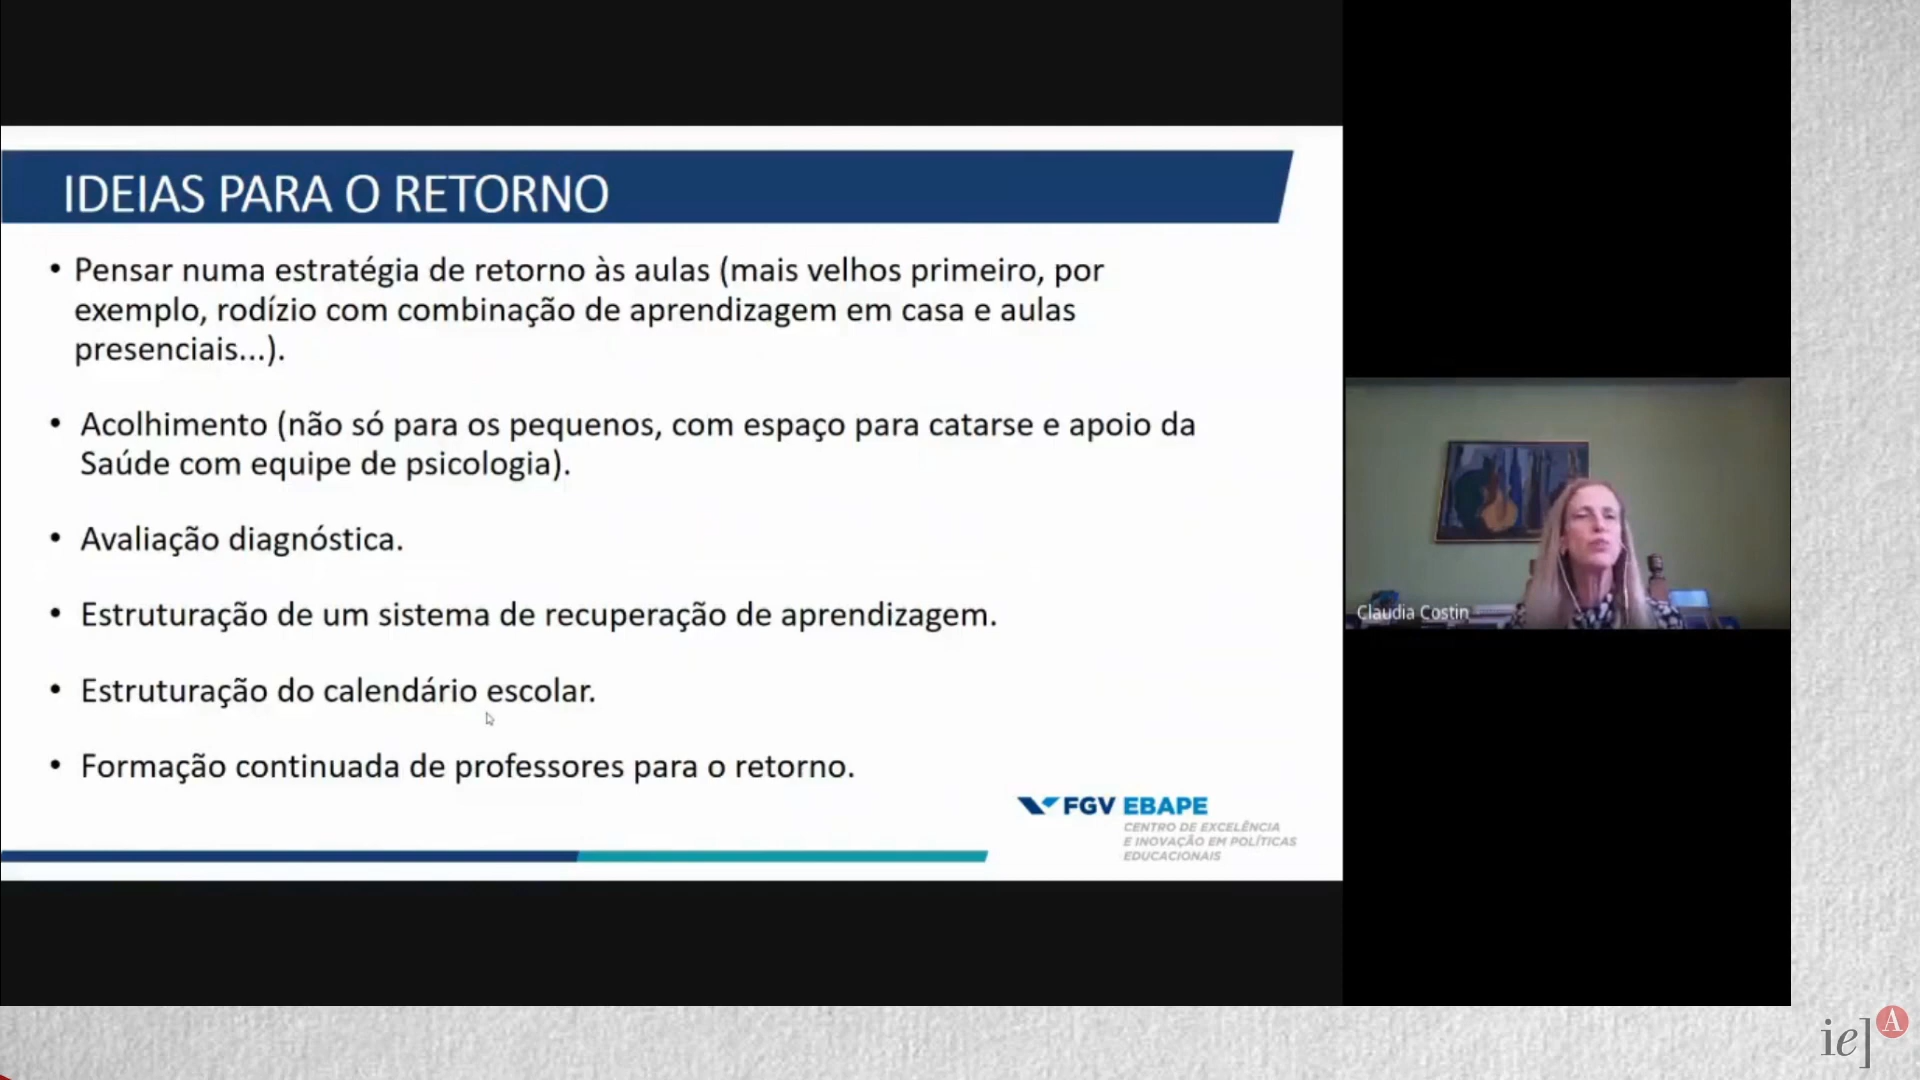 IDEIAS PARA O RETORNO
• Pensar numa estratégia de retorno às aulas (mais velhos primeiro, por
exemplo, rodízio com combinação de aprendizagem em casa e aulas
presenciais...).
• Acolhimento (não só para os pequenos, com espaço para catarse e apoio da
Saúde com equipe de psicologia).
• Avaliação diagnóstica.
• Estruturação de um sistema de recuperação de aprendizagem.
• Estruturação do calendário escolar.
• Formação continuada de professores para o retorno.
FGV EBAPE
CENTRO DE EXCELÊNCIA
E INOVAÇÃO EM POLÍTICAS
EDUCACIONAIS
Claudia Costin
ie]A